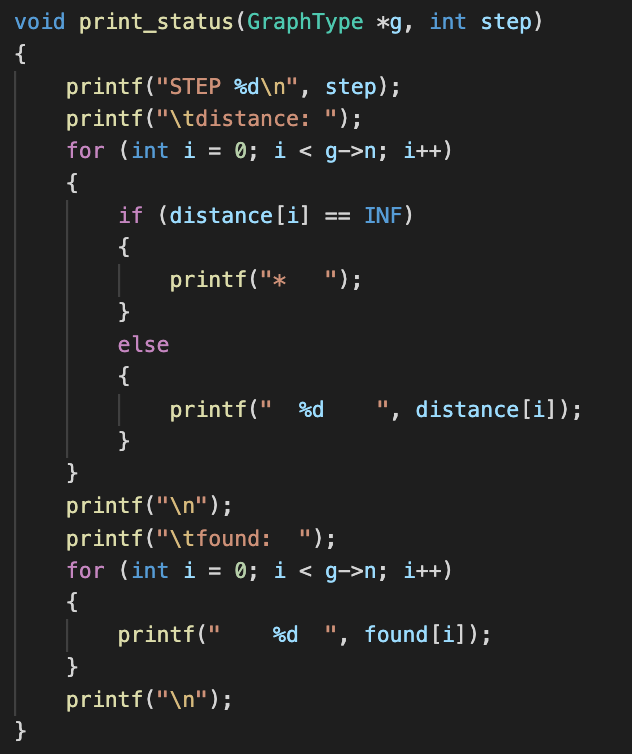 void print_status(GraphType *g, int step)
{
    printf("STEP %d\n", step);
    printf("\tdistance: ");
    for (int i = 0; i < g->n; i++)
    {
        if (distance[i] == INF)
        {
            printf("*   ");
        }
        else
        {
            printf("  %d    ", distance[i]);
        }
    }
    printf("\n");
    printf("\tfound:  ");
    for (int i = 0; i < g->n; i++)
    {
        printf("    %d  ", found[i]);
    }
    printf("\n");
}